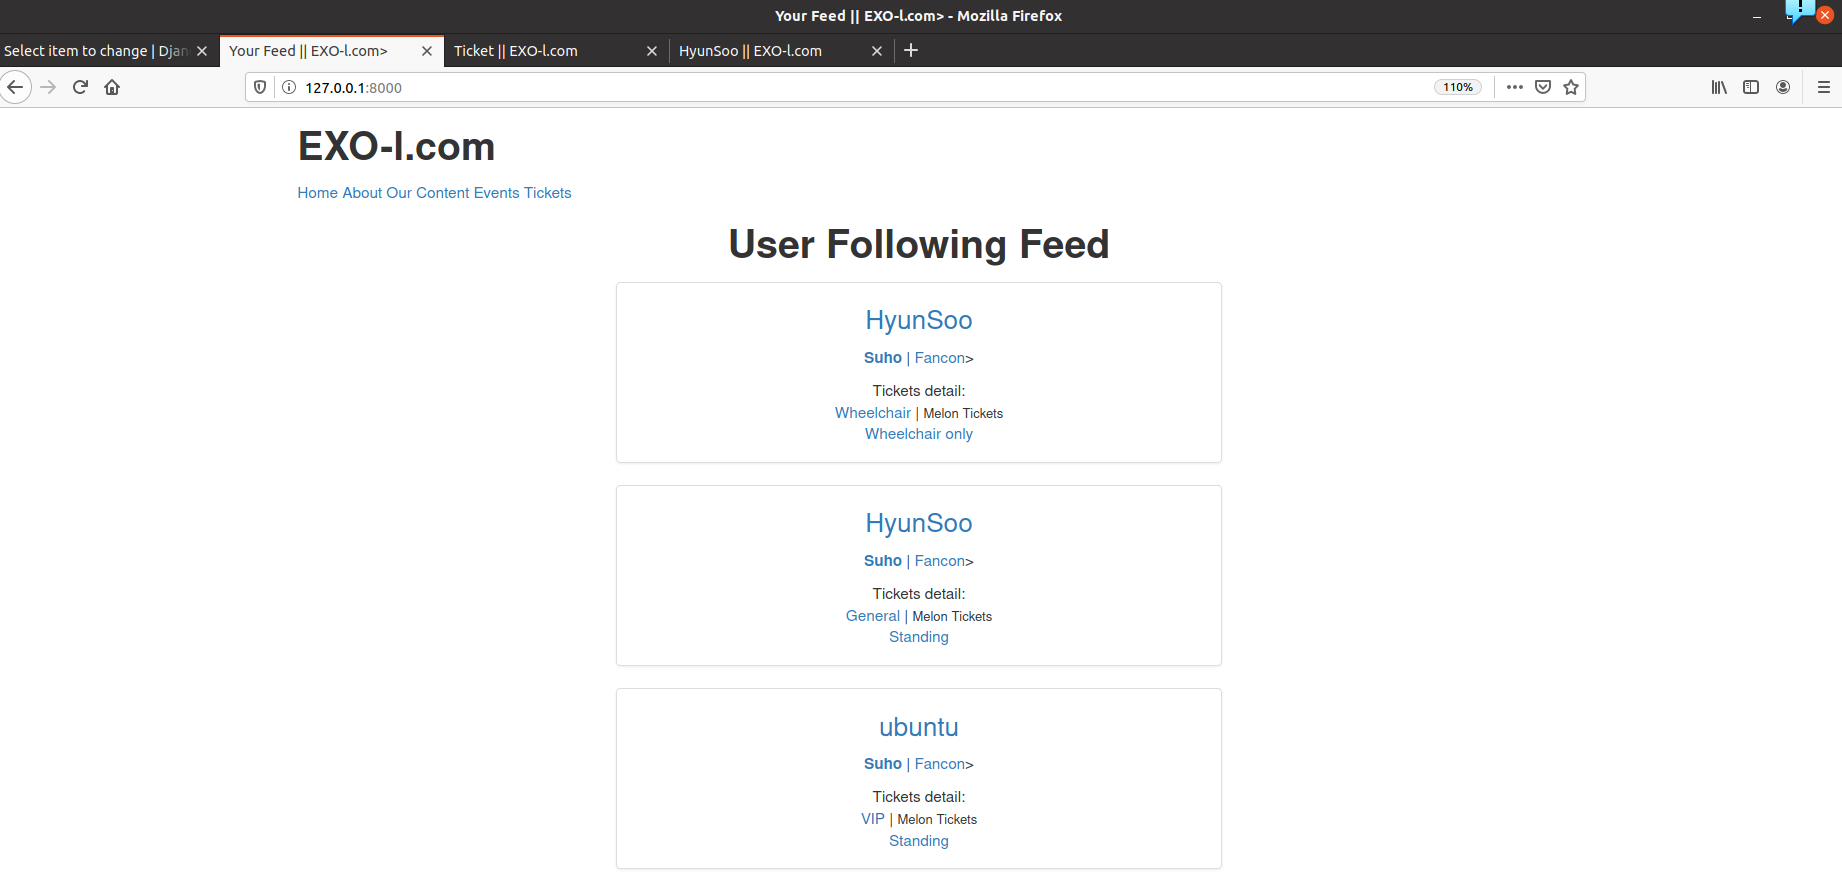 Your Feed || EXO-l.com> - Mozilla Firefox
Select item to change | Djan
Your Feed || EXO-l.com>
Ticket || EXO-l.com
HyunSoo || EXO-l.com
127.0.0.1:8000
110%
EXO-l.com
Home About Our Content Events Tickets
User Following Feed
HyunSoo
Suho | Fancon>
Tickets detail:
Wheelchair | Melon Tickets
Wheelchair only
HyunSoo
Suho | Fancon>
Tickets detail:
General | Melon Tickets
Standing
ubuntu
Suho | Fancon>
Tickets detail:
VIP | Melon Tickets
Standing